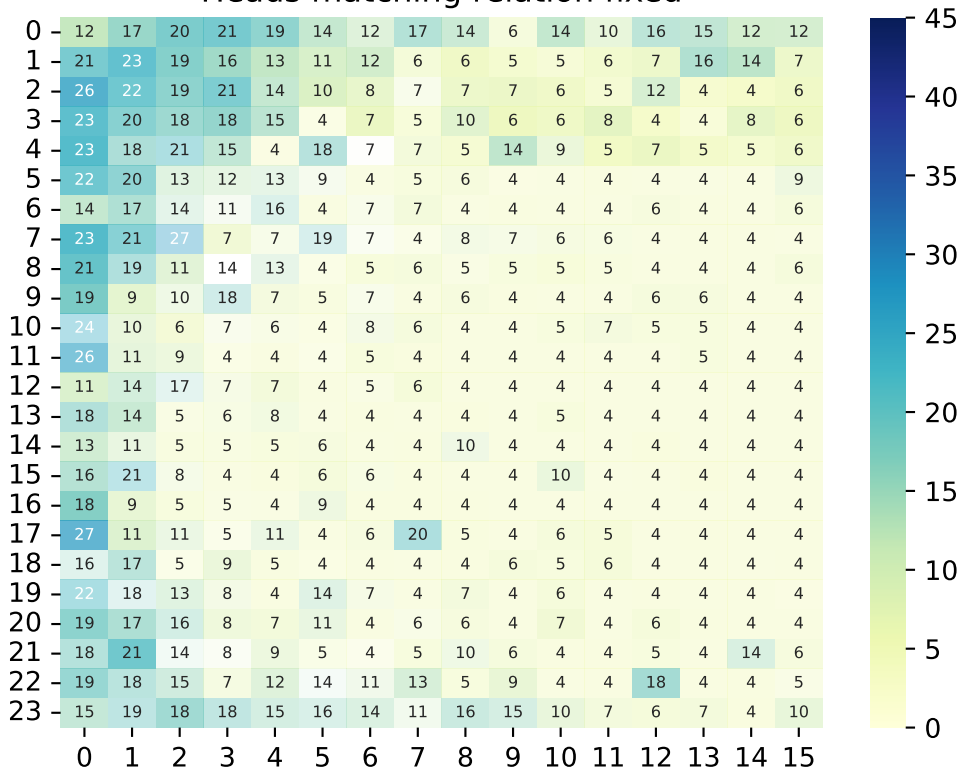 Heads matching relation fixed
0 12 17 20 21 19 14 12 17 14 6 14 10 16 15 12 12
1 21 23 19 16 13 11 12 6 6 5 5 6 7 16 14 7
2 26 22 19 21 14 10 8 7 7 7 6 5 12 4 4 6
3 23 20 18 18 15 4 7 5 10 6 6 8 4 4 8 6
4 23 18 21 15 4 18 7 7 5 14 9 5 7 5 5 6
5 22 20 13 12 13 9 4 5 6 4 4 4 4 4 4 9
6 14 17 14 11 16 4 7 7 4 4 4 4 6 4 4 6
7 23 21 27 7 7 19 7 4 8 7 6 6 4 4 4 4
8 21 19 11 14 13 4 5 6 5 5 5 5 4 4 4 6
9 19 9 10 18 7 5 7 4 6 4 4 4 6 6 4 4
10 24 10 6 7 6 4 8 6 4 4 5 7 5 5 4 4
11 26 11 9 4 4 4 5 4 4 4 4 4 4 5 4 4
12 11 14 17 7 7 4 5 6 4 4 4 4 4 4 4 4
13 18 14 5 6 8 4 4 4 4 4 5 4 4 4 4 4
14 13 11 5 5 5 6 4 4 10 4 4 4 4 4 4 4
15 16 21 8 4 4 6 6 4 4 4 10 4 4 4 4 4
16 18 9 5 5 4 9 4 4 4 4 4 4 4 4 4 4
17 27 11 11 5 11 4 6 20 5 4 6 5 4 4 4 4
18 16 17 5 9 5 4 4 4 4 6 5 6 4 4 4 4
19 22 18 13 8 4 14 7 4 7 4 6 4 4 4 4 4
20 19 17 16 8 7 11 4 6 6 4 7 4 6 4 4 4
21 18 21 14 8 9 5 4 5 10 6 4 4 5 4 14 6
22 19 18 15 7 12 14 11 13 5 9 4 4 18 4 4 5
23 15 19 18 18 15 16 14 11 16 15 10 7 6 7 4 10
0 1 2 3 4 5 6 7 8 9 10 11 12 13 14 15
45
40
35
30
25
20
15
10
5
0